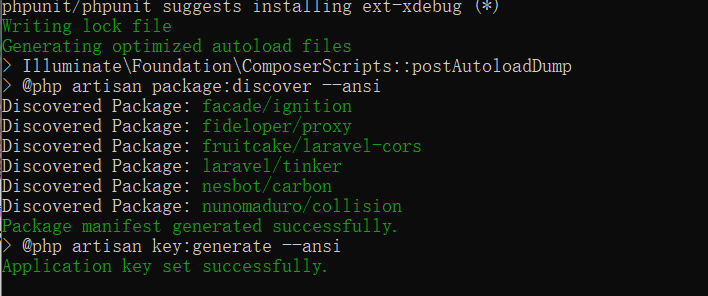 phpunit/phpunit suggests installing ext-xdebug (*)
Writing lock file
Generating optimized autoload files
> Illuminate\Foundation\ComposerScripts::postAutoloadDump
> @php artisan package:discover --ansi
Discovered Package: facade/ignition
Discovered Package: fideloper/proxy
Discovered Package: fruitcake/laravel-cors
Discovered Package: laravel/tinker
Discovered Package: nesbot/carbon
Discovered Package: nunomaduro/collision
Package manifest generated successfully.
> @php artisan key:generate --ansi
Application key set successfully.